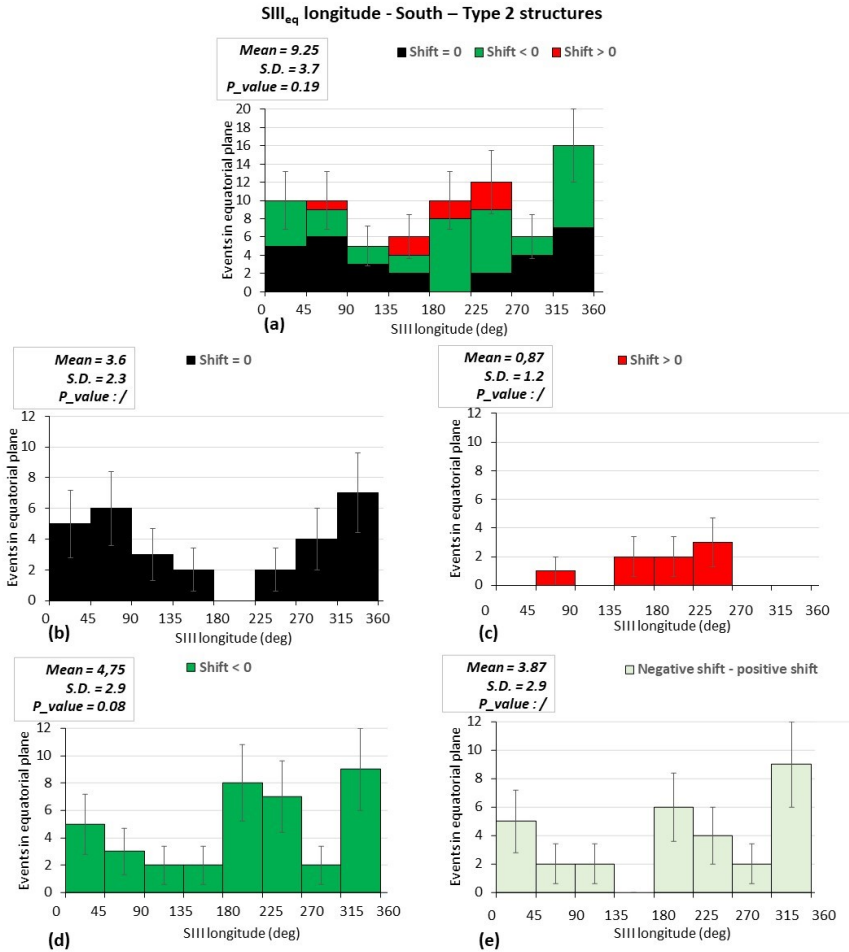 SIIIeq longitude - South – Type 2 structures
Mean = 9.25
S.D. = 3.7
P_value = 0.19
Shift = 0 Shift < 0 Shift > 0
Events in equatorial plane
20
18
16
14
12
10
8
6
4
2
0
0 45 90 135 180 225 270 315 360
SIII longitude (deg)
(a)
Mean = 3.6
S.D. = 2.3
P_value : /
Shift = 0
Events in equatorial plane
12
10
8
6
4
2
0
0 45 90 135 180 225 270 315 360
SIII longitude (deg)
(b)
Mean = 0,87
S.D. = 1.2
P_value : /
Shift > 0
Events in equatorial plane
12
10
8
6
4
2
0
0 45 90 135 180 225 270 315 360
SIII longitude (deg)
(c)
Mean = 4,75
S.D. = 2.9
P_value = 0.08
Shift < 0
Events in equatorial plane
12
10
8
6
4
2
0
0 45 90 135 180 225 270 315 360
SIII longitude (deg)
(d)
Mean = 3.87
S.D. = 2.9
P_value : /
Negative shift - positive shift
Events in equatorial plane
12
10
8
6
4
2
0
0 45 90 135 180 225 270 315 360
SIII longitude (deg)
(e)